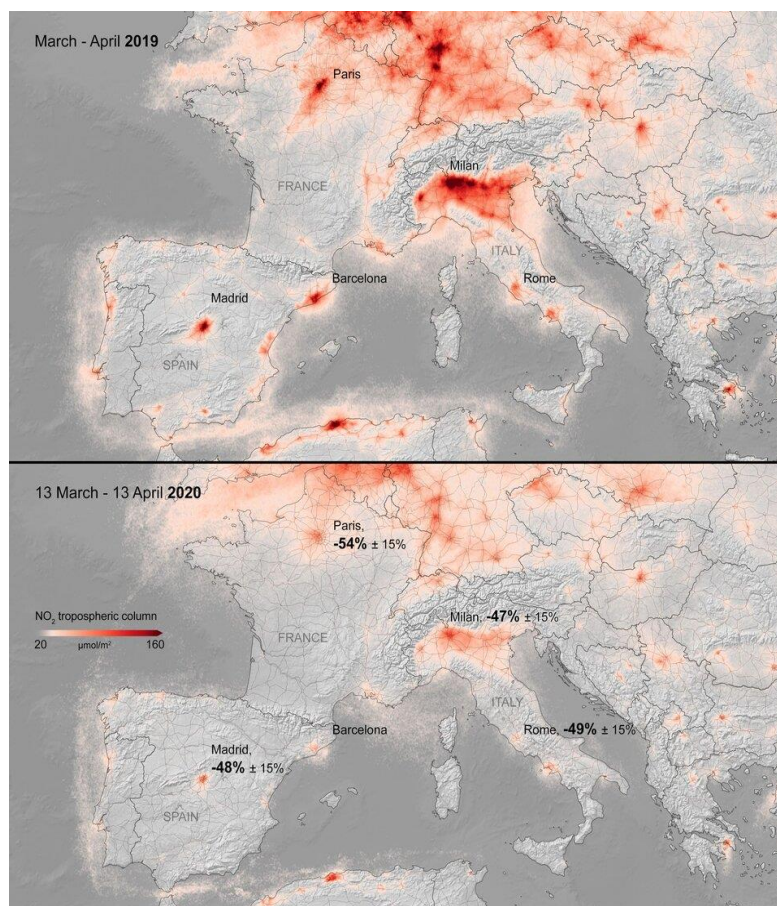 March - April 2019
Paris
Milan
FRANCE
ITALY
Barcelona
Rome
Madrid
SPAIN
13 March - 13 April 2020
Paris,
-54% ± 15%
NO₂ tropospheric column
20 µmol/m² 160
Milan, -47% ± 15%
FRANCE
ITALY
Barcelona
Rome, -49% ± 15%
Madrid,
-48% ± 15%
SPAIN